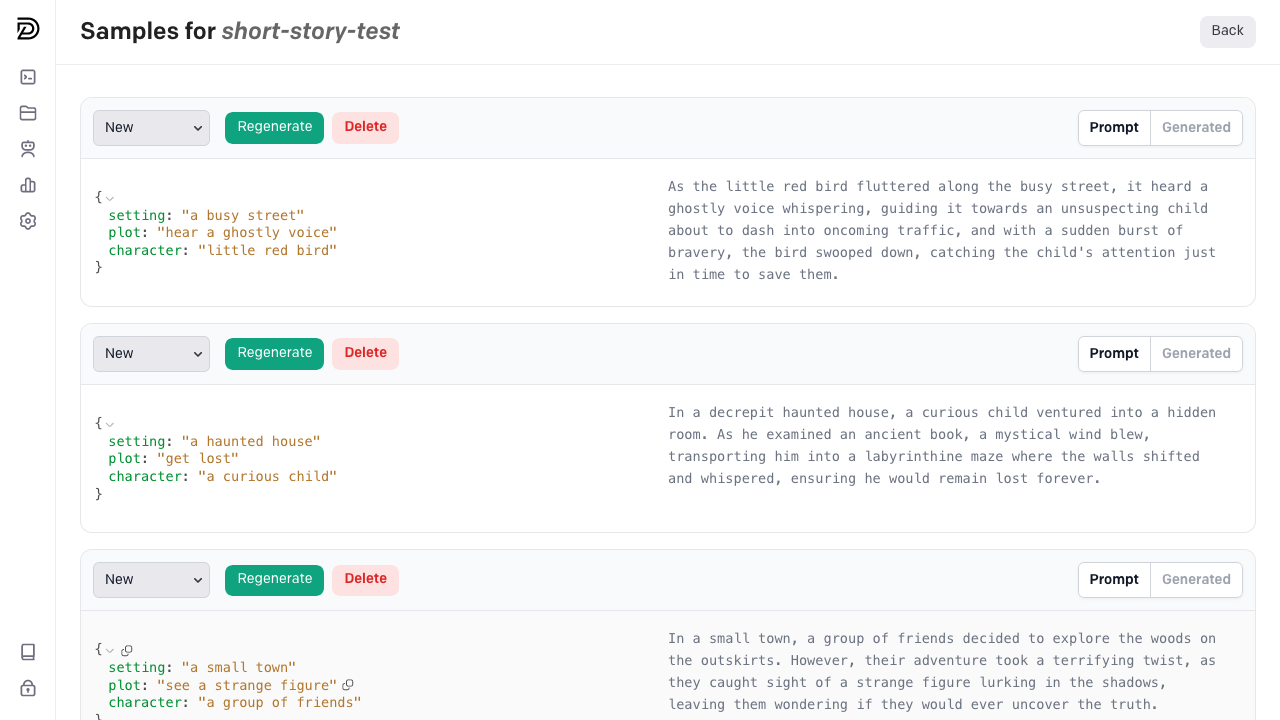 Samples for short-story-test
Back
New
Regenerate
Delete
Prompt
Generated
{
setting: "a busy street"
plot: "hear a ghostly voice"
character: "little red bird"
}
As the little red bird fluttered along the busy street, it heard a
ghostly voice whispering, guiding it towards an unsuspecting child
about to dash into oncoming traffic, and with a sudden burst of
bravery, the bird swooped down, catching the child's attention just
in time to save them.
New
Regenerate
Delete
Prompt
Generated
{
setting: "a haunted house"
plot: "get lost"
character: "a curious child"
}
In a decrepit haunted house, a curious child ventured into a hidden
room. As he examined an ancient book, a mystical wind blew,
transporting him into a labyrinthine maze where the walls shifted
and whispered, ensuring he would remain lost forever.
New
Regenerate
Delete
Prompt
Generated
{
setting: "a small town"
plot: "see a strange figure"
character: "a group of friends"
}
In a small town, a group of friends decided to explore the woods on
the outskirts. However, their adventure took a terrifying twist, as
they caught sight of a strange figure lurking in the shadows,
leaving them wondering if they would ever uncover the truth.